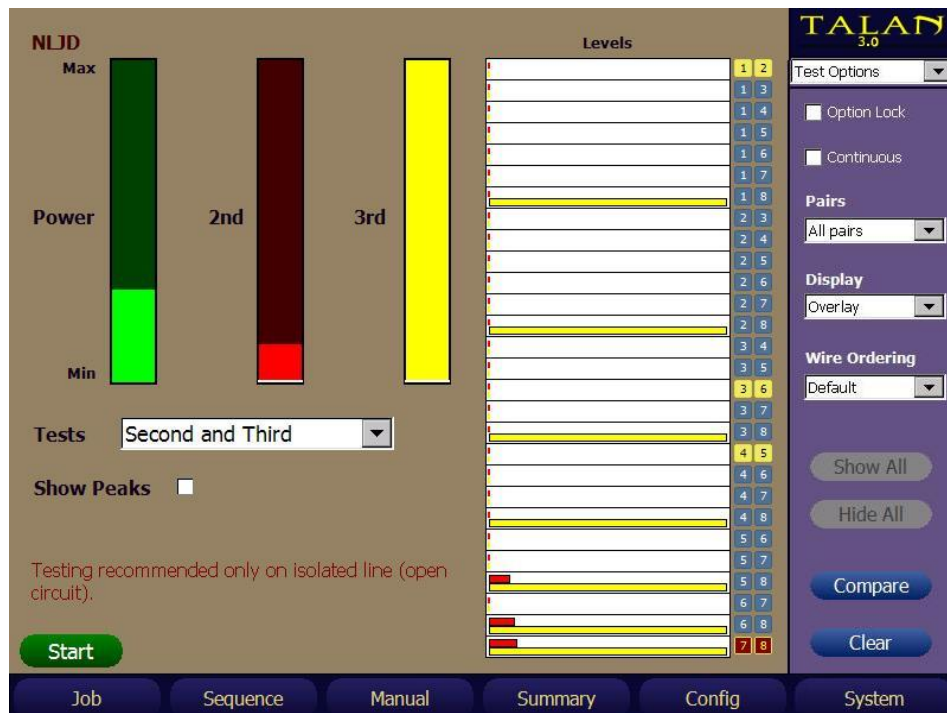 NLJD
Levels
TALAN
3.0
Max
Power
Min
2nd
3rd
1 2
1 3
1 4
1 5
1 6
1 7
1 8
2 3
2 4
2 5
2 6
2 7
2 8
3 4
3 5
3 6
3 7
3 8
4 5
4 6
4 7
4 8
5 6
5 7
5 8
6 7
6 8
7 8
Tests Second and Third
Show Peaks
Testing recommended only on isolated line (open
circuit).
Start
Test Options
Option Lock
Continuous
Pairs
All pairs
Display
Overlay
Wire Ordering
Default
Show All
Hide All
Compare
Clear
Job Sequence Manual Summary Config System